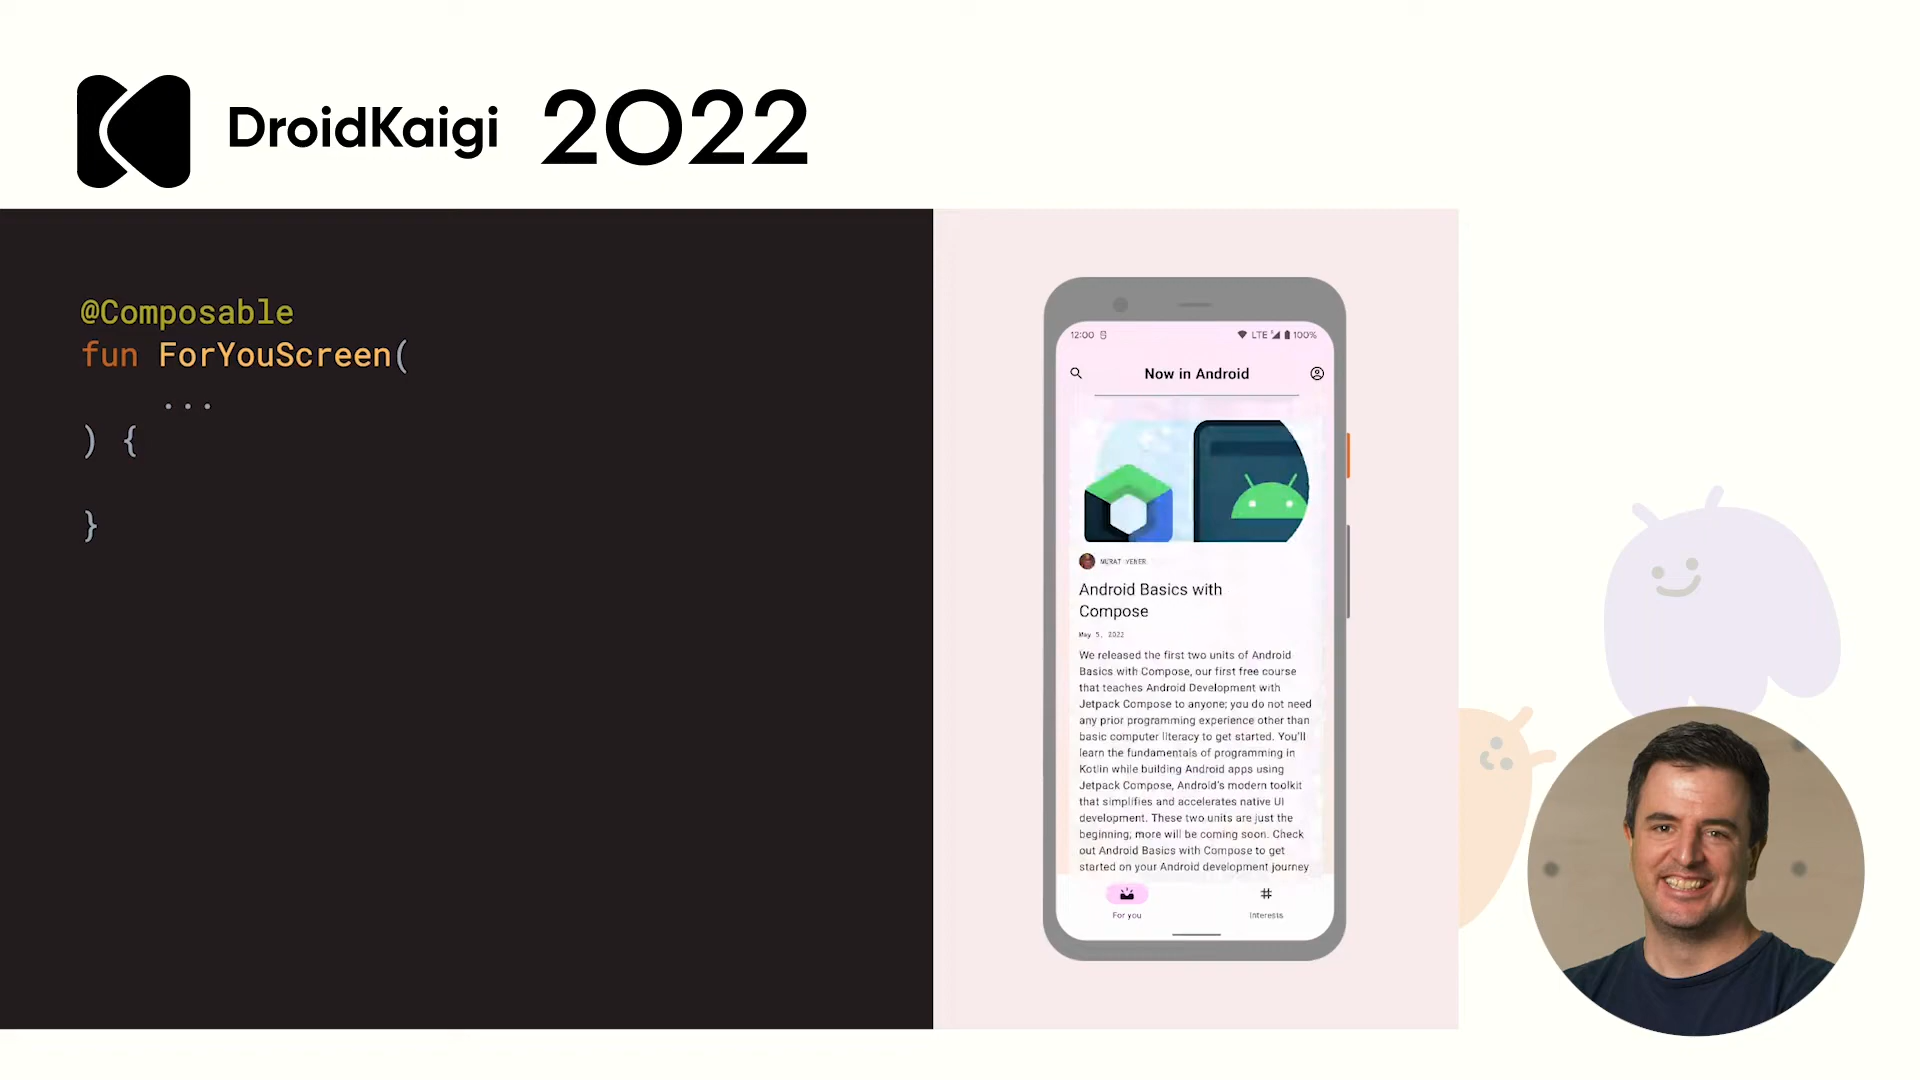 DroidKaigi 2022
@Composable
fun ForYouScreen(
...
) {
}
12:00
LTE 100%
Now in Android
MURAT YENER
Android Basics with
Compose
May 5, 2022
We released the first two units of Android
Basics with Compose, our first free course
that teaches Android Development with
Jetpack Compose to anyone; you do not need
any prior programming experience other than
basic computer literacy to get started. You'll
learn the fundamentals of programming in
Kotlin while building Android apps using
Jetpack Compose, Android's modern toolkit
that simplifies and accelerates native UI
development. These two units are just the
beginning; more will be coming soon. Check
out Android Basics with Compose to get
started on your Android development journey
For you
Interests